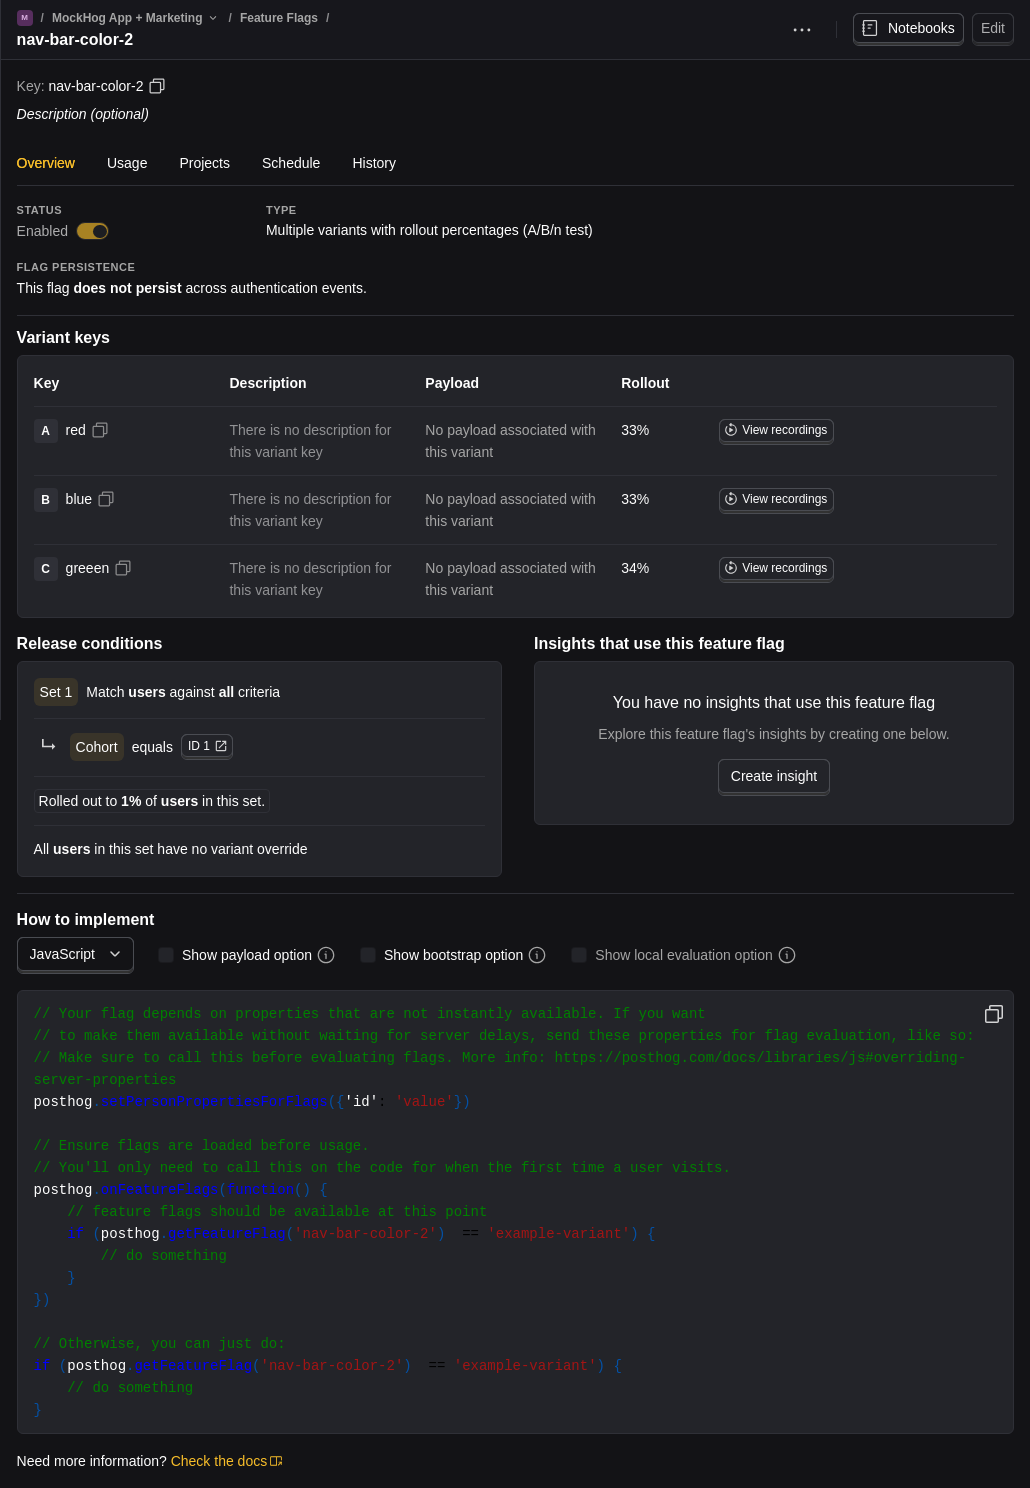 M / MockHog App + Marketing / Feature Flags /
nav-bar-color-2
Notebooks
Edit
Key: nav-bar-color-2
Description (optional)
Overview Usage Projects Schedule History
STATUS TYPE
Enabled Multiple variants with rollout percentages (A/B/n test)
FLAG PERSISTENCE
This flag does not persist across authentication events.
Variant keys
Key Description Payload Rollout
A red There is no description for No payload associated with 33% View recordings
this variant key this variant
B blue There is no description for No payload associated with 33% View recordings
this variant key this variant
C greeen There is no description for No payload associated with 34% View recordings
this variant key this variant
Release conditions
Set 1 Match users against all criteria
Cohort equals ID 1
Rolled out to 1% of users in this set.
All users in this set have no variant override
Insights that use this feature flag
You have no insights that use this feature flag
Explore this feature flag's insights by creating one below.
Create insight
How to implement
JavaScript Show payload option Show bootstrap option Show local evaluation option
// Your flag depends on properties that are not instantly available. If you want
// to make them available without waiting for server delays, send these properties for flag evaluation, like so:
// Make sure to call this before evaluating flags. More info: https://posthog.com/docs/libraries/js#overriding-
server-properties
posthog.setPersonPropertiesForFlags({'id': 'value'})
// Ensure flags are loaded before usage.
// You'll only need to call this on the code for when the first time a user visits.
posthog.onFeatureFlags(function() {
// feature flags should be available at this point
if (posthog.getFeatureFlag('nav-bar-color-2')  == 'example-variant') {
// do something
}
})
// Otherwise, you can just do:
if (posthog.getFeatureFlag('nav-bar-color-2')  == 'example-variant') {
// do something
}
Need more information? Check the docs